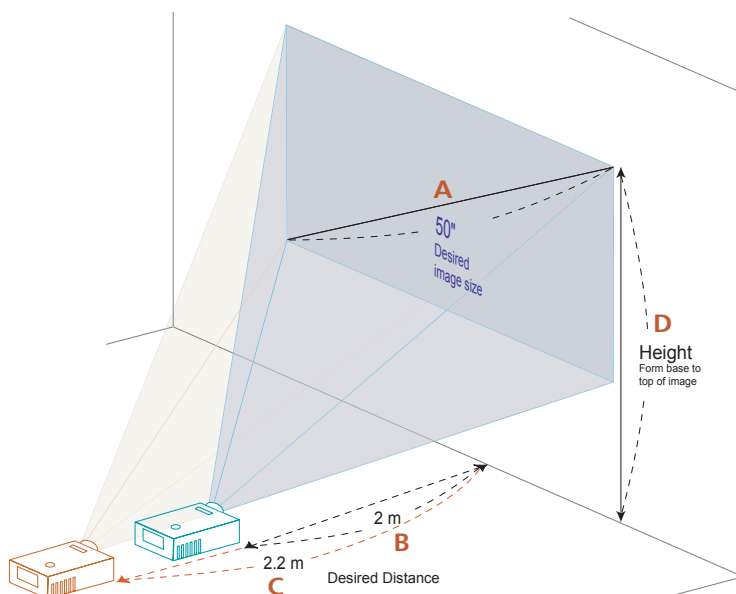 A
50"
Desired
image size
D
Height
Form base to
top of image
2 m
B
2.2 m
C
Desired Distance